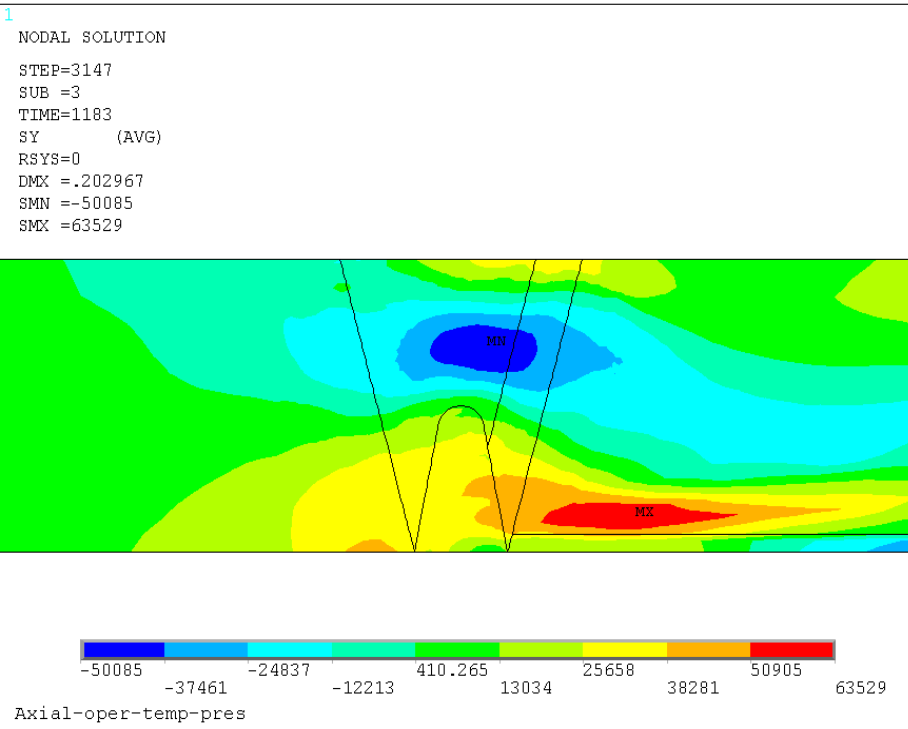 1
NODAL SOLUTION
STEP=3147
SUB =3
TIME=1183
SY (AVG)
RSYS=0
DMX =.202967
SMN =-50085
SMX =63529
MN
MX
-50085 -24837 410.265 25658 50905
-37461 -12213 13034 38281 63529
Axial-oper-temp-pres